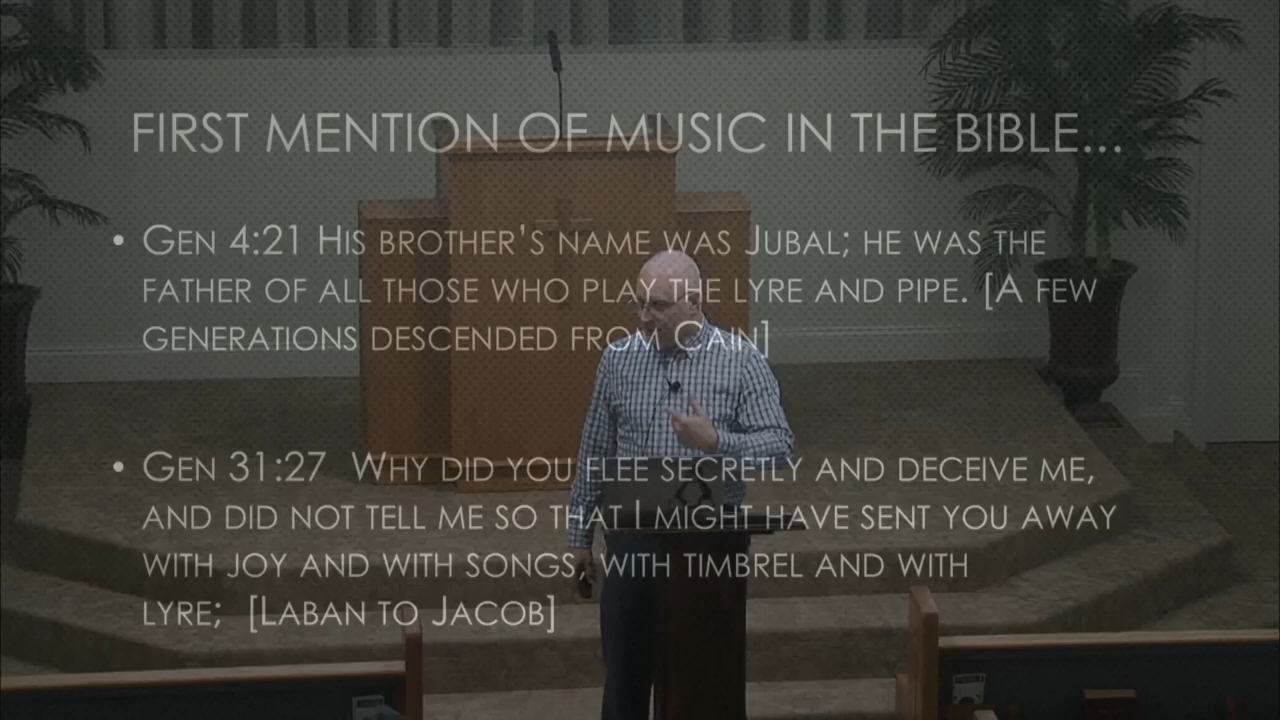 FIRST MENTION OF MUSIC IN THE BIBLE...
• GEN 4:21 HIS BROTHER'S NAME WAS JUBAL; HE WAS THE
FATHER OF ALL THOSE WHO PLAY THE LYRE AND PIPE. [A FEW
GENERATIONS DESCENDED FROM CAIN]
• GEN 31:27 WHY DID YOU FLEE SECRETLY AND DECEIVE ME,
AND DID NOT TELL ME SO THAT I MIGHT HAVE SENT YOU AWAY
WITH JOY AND WITH SONGS, WITH TIMBREL AND WITH
LYRE; [LABAN TO JACOB]